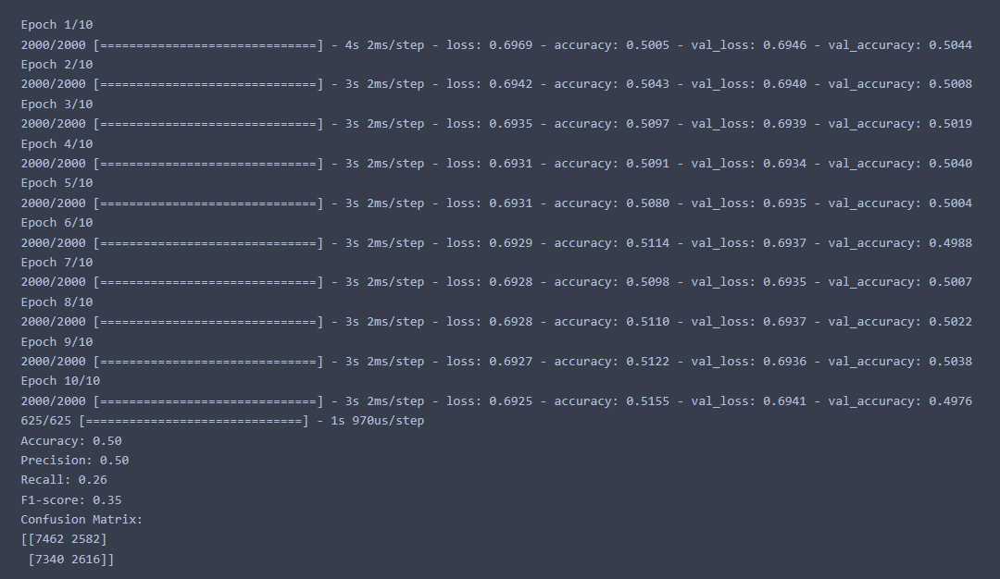 Epoch 1/10
2000/2000 [==============================] - 4s 2ms/step - loss: 0.6969 - accuracy: 0.5005 - val_loss: 0.6946 - val_accuracy: 0.5044
Epoch 2/10
2000/2000 [==============================] - 3s 2ms/step - loss: 0.6942 - accuracy: 0.5043 - val_loss: 0.6940 - val_accuracy: 0.5008
Epoch 3/10
2000/2000 [==============================] - 3s 2ms/step - loss: 0.6935 - accuracy: 0.5097 - val_loss: 0.6939 - val_accuracy: 0.5019
Epoch 4/10
2000/2000 [==============================] - 3s 2ms/step - loss: 0.6931 - accuracy: 0.5091 - val_loss: 0.6934 - val_accuracy: 0.5040
Epoch 5/10
2000/2000 [==============================] - 3s 2ms/step - loss: 0.6931 - accuracy: 0.5080 - val_loss: 0.6935 - val_accuracy: 0.5004
Epoch 6/10
2000/2000 [==============================] - 3s 2ms/step - loss: 0.6929 - accuracy: 0.5114 - val_loss: 0.6937 - val_accuracy: 0.4988
Epoch 7/10
2000/2000 [==============================] - 3s 2ms/step - loss: 0.6928 - accuracy: 0.5098 - val_loss: 0.6935 - val_accuracy: 0.5007
Epoch 8/10
2000/2000 [==============================] - 3s 2ms/step - loss: 0.6928 - accuracy: 0.5110 - val_loss: 0.6937 - val_accuracy: 0.5022
Epoch 9/10
2000/2000 [==============================] - 3s 2ms/step - loss: 0.6927 - accuracy: 0.5122 - val_loss: 0.6936 - val_accuracy: 0.5038
Epoch 10/10
2000/2000 [==============================] - 3s 2ms/step - loss: 0.6925 - accuracy: 0.5155 - val_loss: 0.6941 - val_accuracy: 0.4976
625/625 [==============================] - 1s 970us/step
Accuracy: 0.50
Precision: 0.50
Recall: 0.26
F1-score: 0.35
Confusion Matrix:
[[7462 2582]
 [7340 2616]]